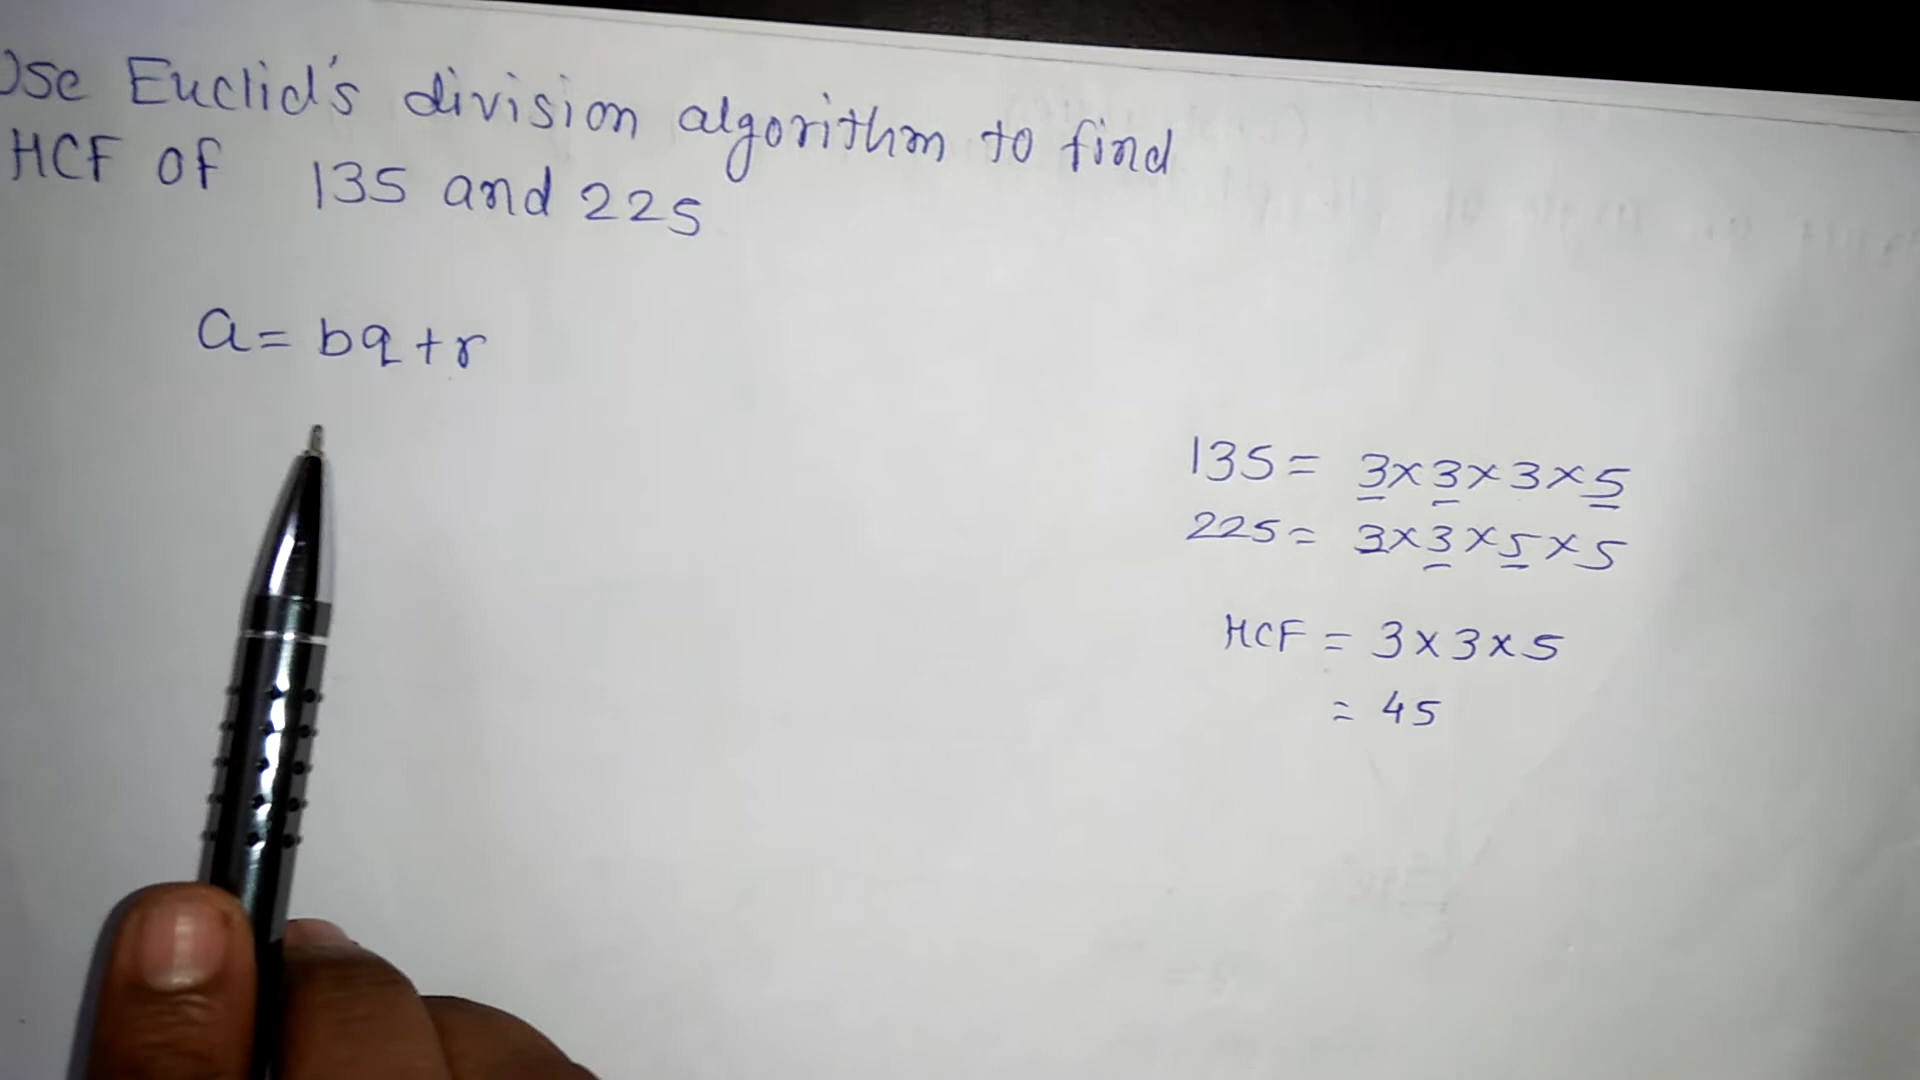 Use Euclid's division algorithm to find
HCF of 135 and 225
a = bq + r
135 = 3 × 3 × 3 × 5
225 = 3 × 3 × 5 × 5
HCF = 3 × 3 × 5
= 45